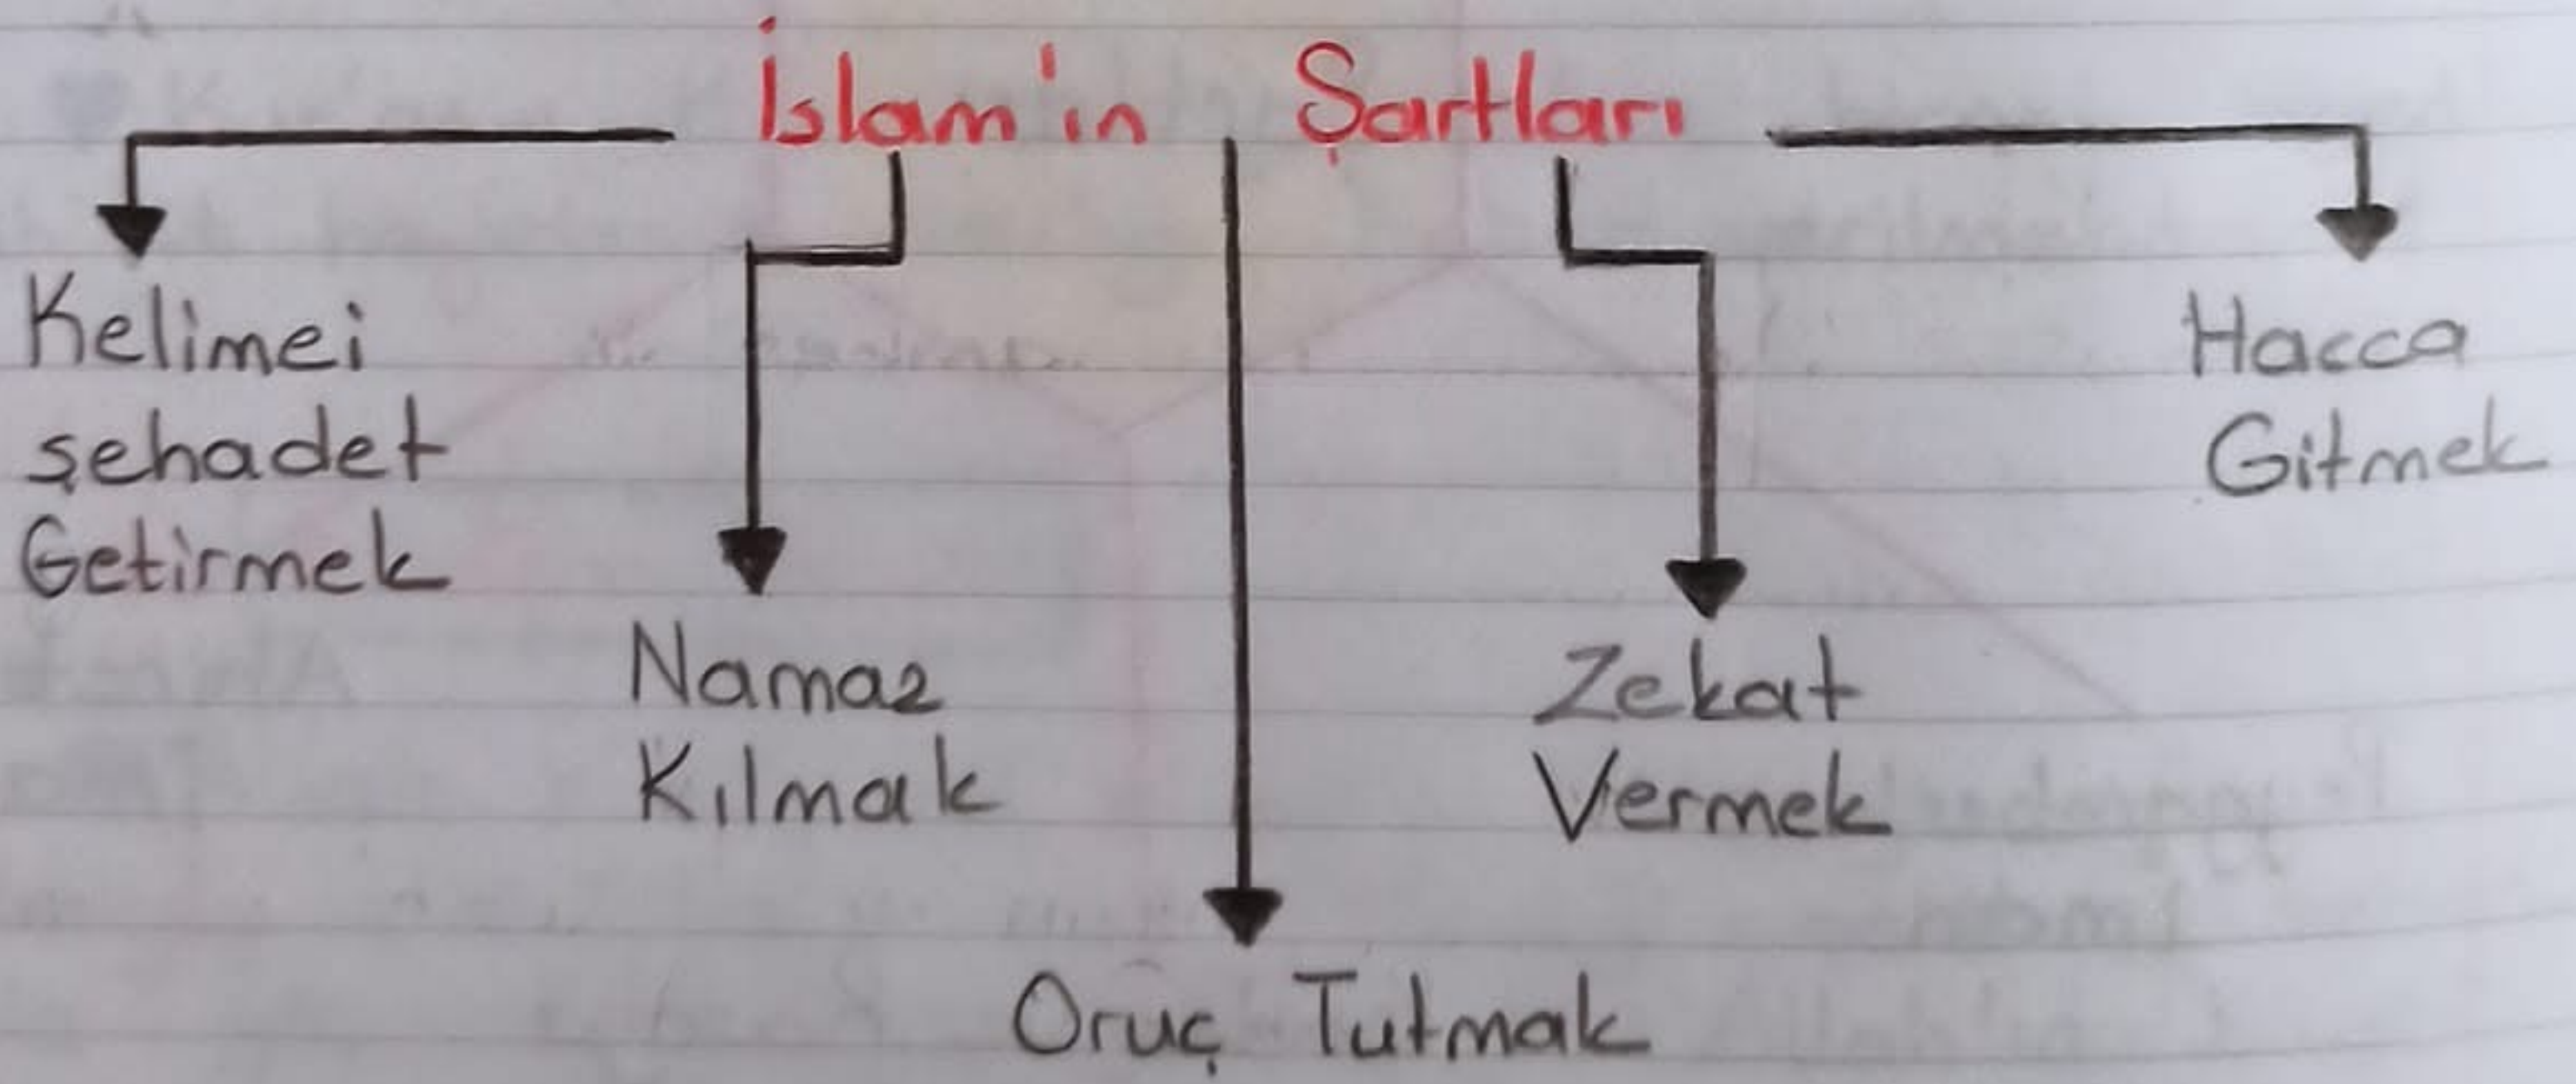 İslam'ın Şartları
Kelimei
şehadet
Getirmek
Namaz
Kılmak
Oruç Tutmak
Zekat
Vermek
Hacca
Gitmek